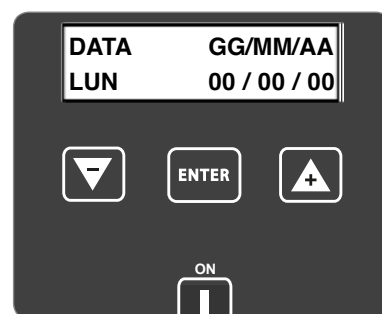 DATA GG/MM/AA
LUN 00 / 00 / 00
- ENTER +
ON